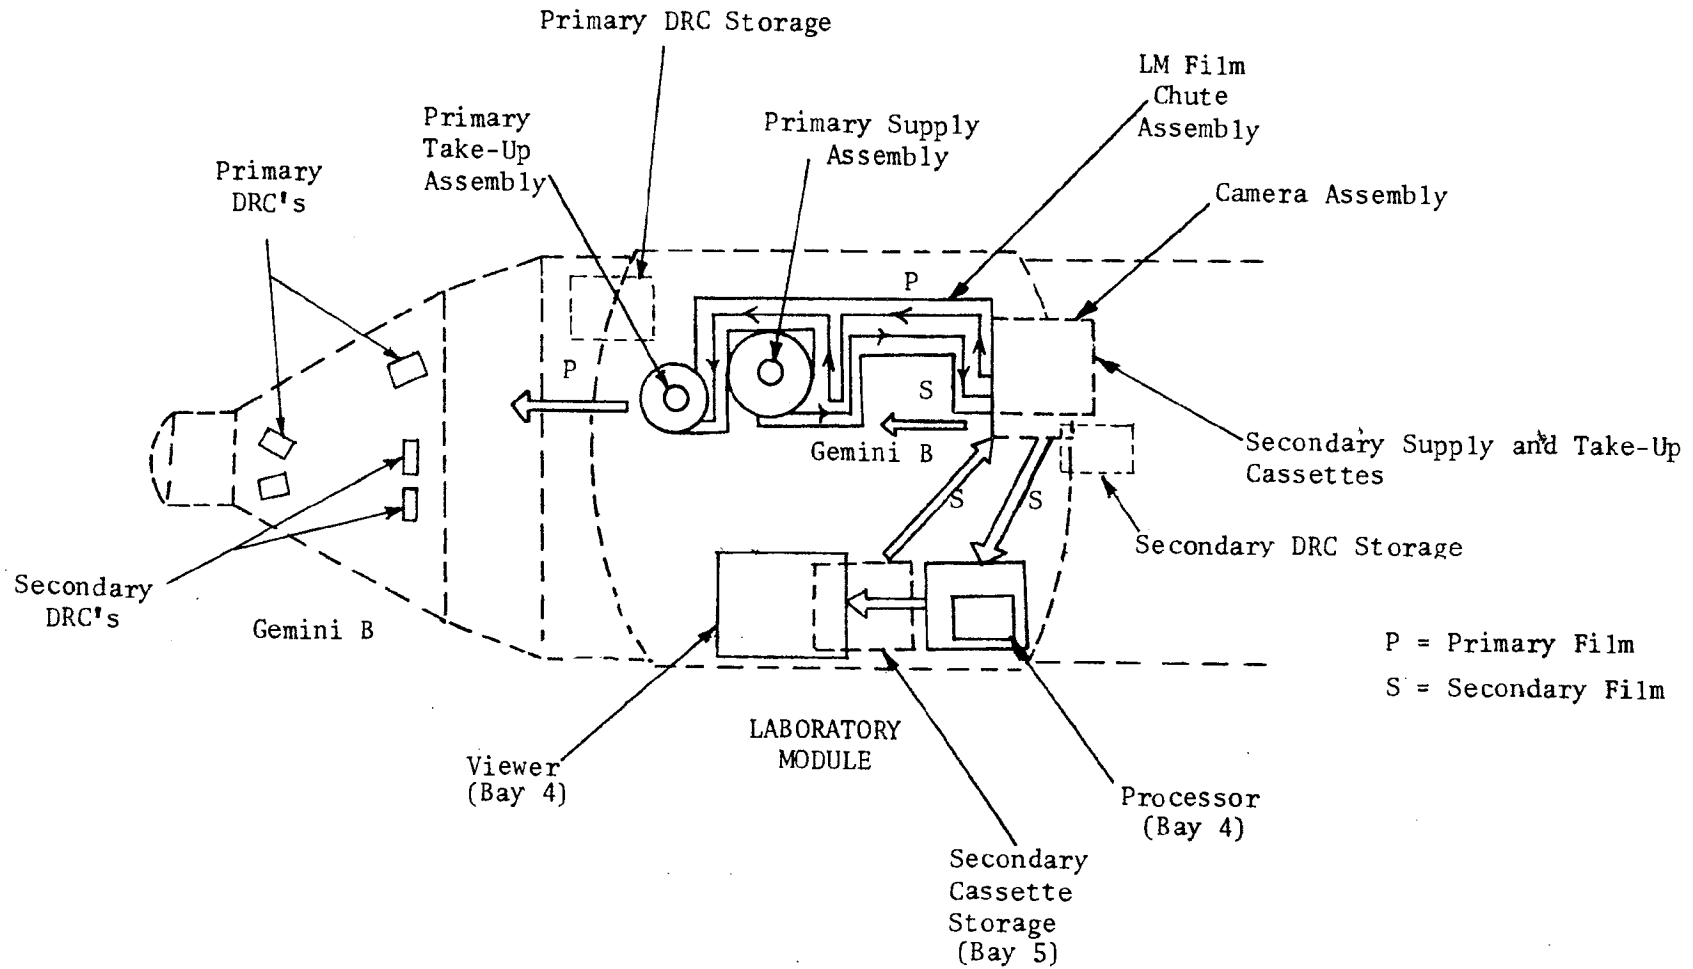 Primary DRC Storage
LM Film
Chute
Assembly
Primary
Take-Up
Assembly
Primary Supply
Assembly
Primary
DRC's
Camera Assembly
P
P
S
Gemini B
Secondary Supply and Take-Up
Cassettes
S
S
Secondary DRC Storage
Secondary
DRC's
Gemini B
P = Primary Film
S = Secondary Film
LABORATORY
MODULE
Viewer
(Bay 4)
Processor
(Bay 4)
Secondary
Cassette
Storage
(Bay 5)